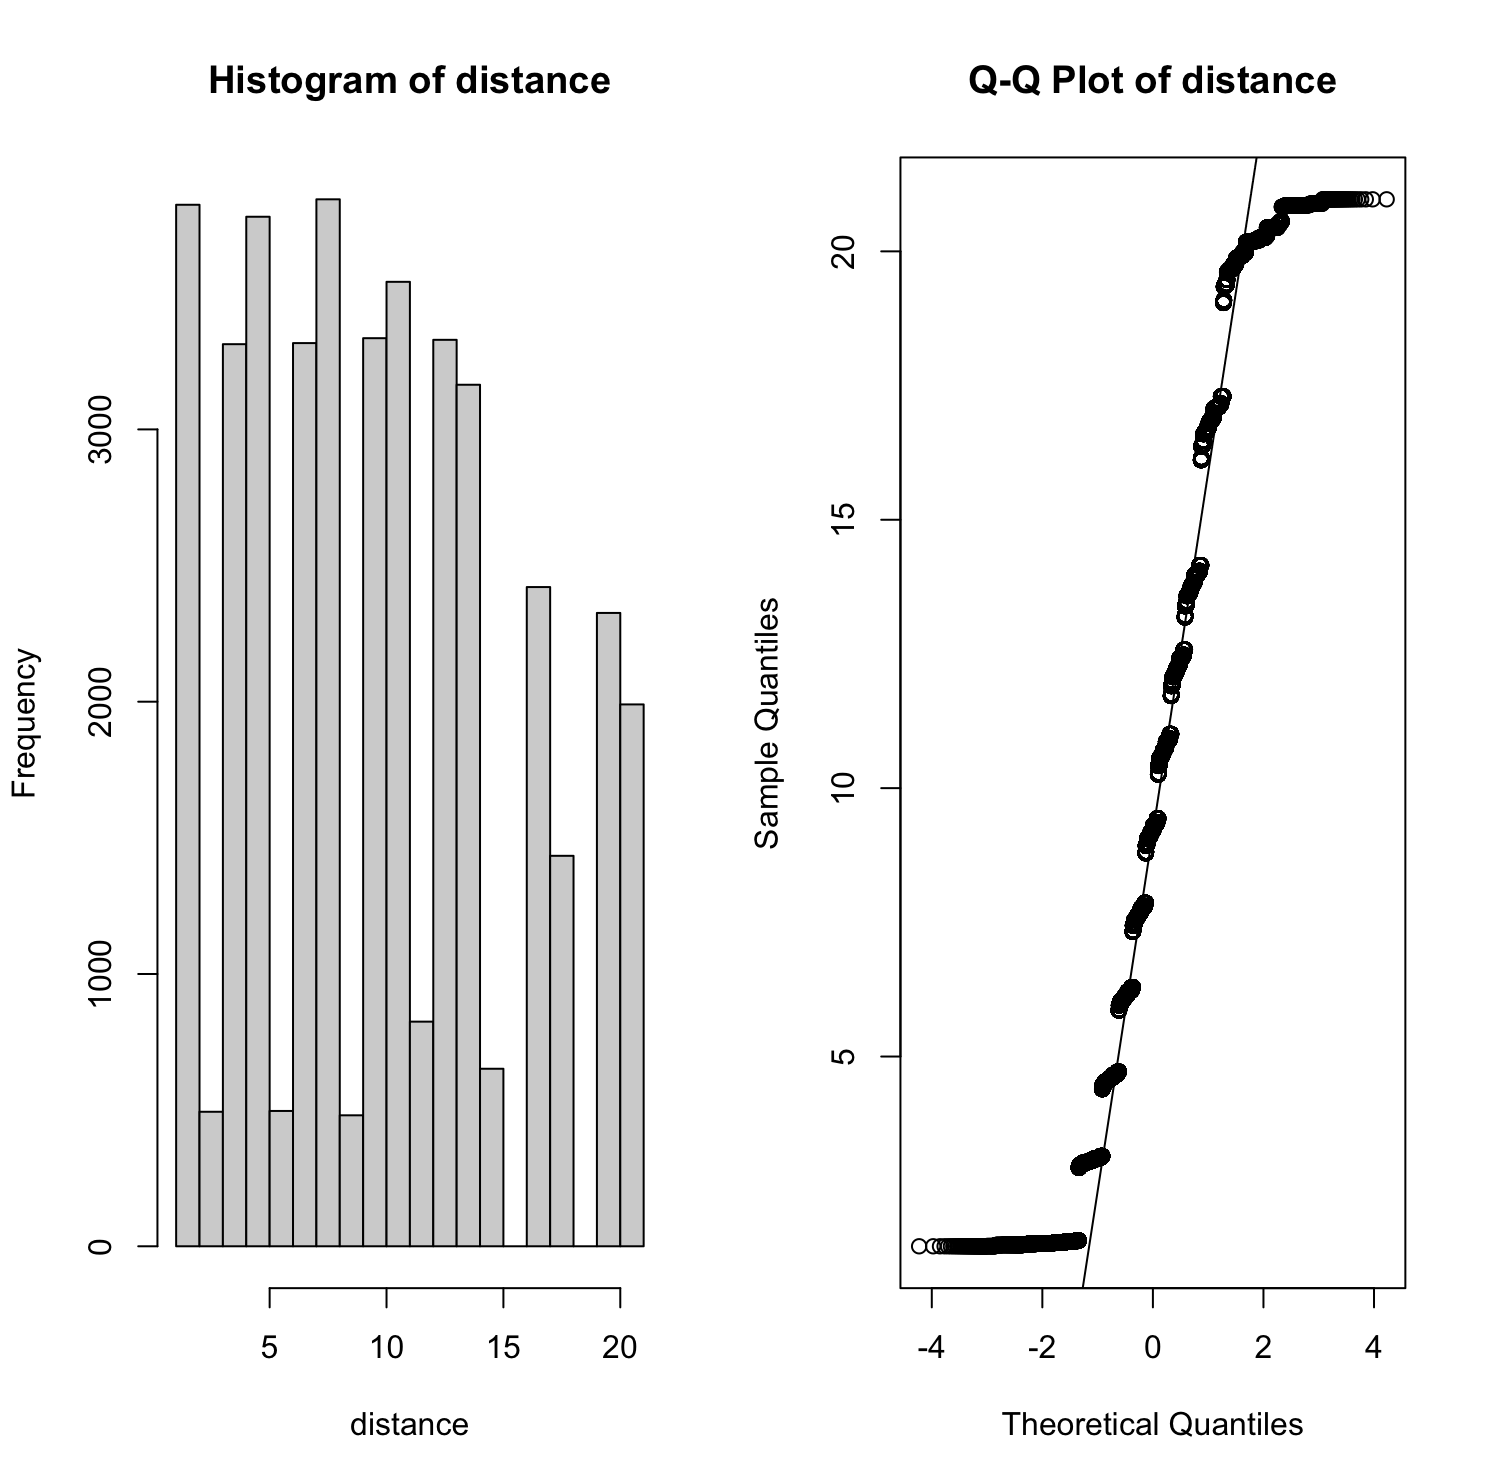 Histogram of distance
Frequency
0
1000
2000
3000
5
10
15
20
distance
Q-Q Plot of distance
Sample Quantiles
5
10
15
20
-4
-2
0
2
4
Theoretical Quantiles